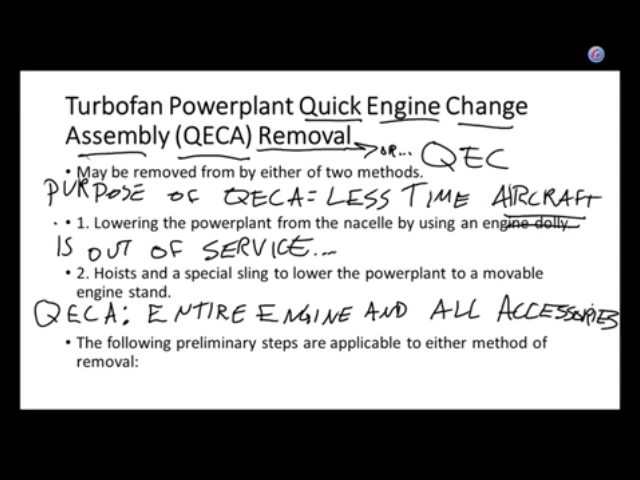 Turbofan Powerplant Quick Engine Change
Assembly (QECA) Removal OR... QEC
• May be removed from by either of two methods.
PURPOSE OF QECA = LESS TIME AIRCRAFT
• 1. Lowering the powerplant from the nacelle by using an engine dolly.
IS OUT OF SERVICE...
• 2. Hoists and a special sling to lower the powerplant to a movable
engine stand.
QECA: ENTIRE ENGINE AND ALL ACCESSORIES
• The following preliminary steps are applicable to either method of
removal: